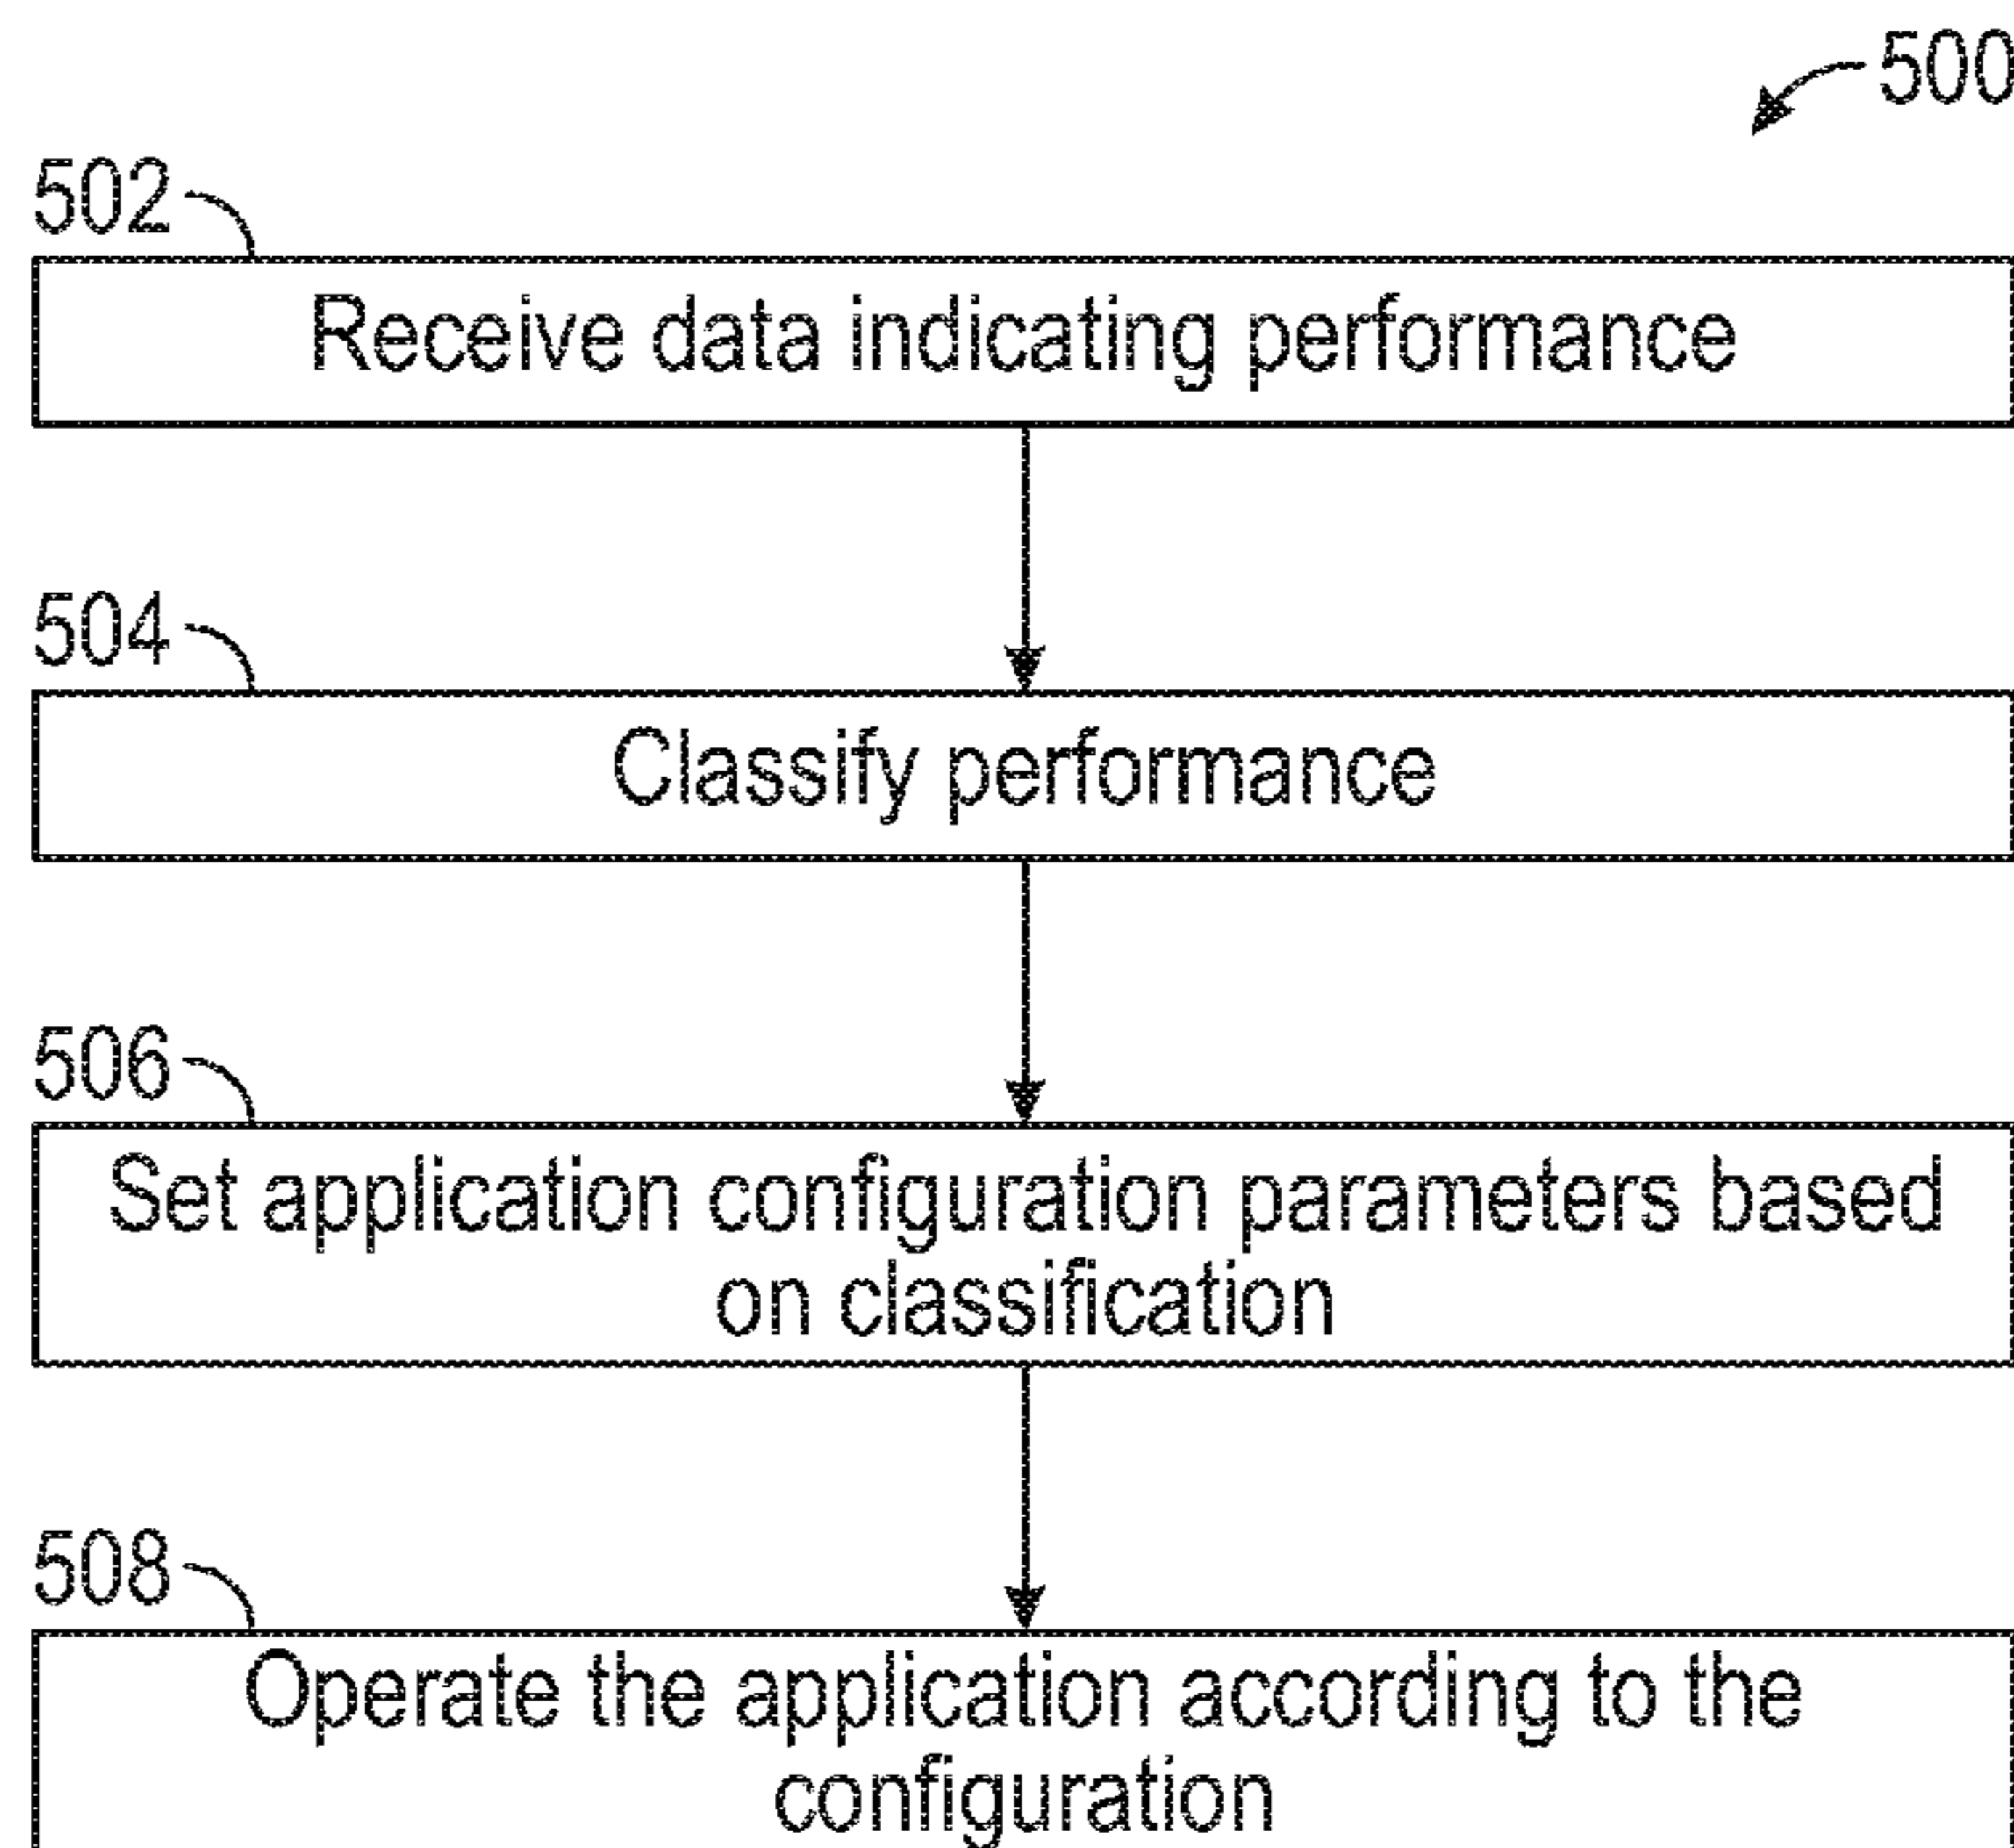 500
502
Receive data indicating performance
504
Classify performance
506
Set application configuration parameters based
on classification
508
Operate the application according to the
configuration